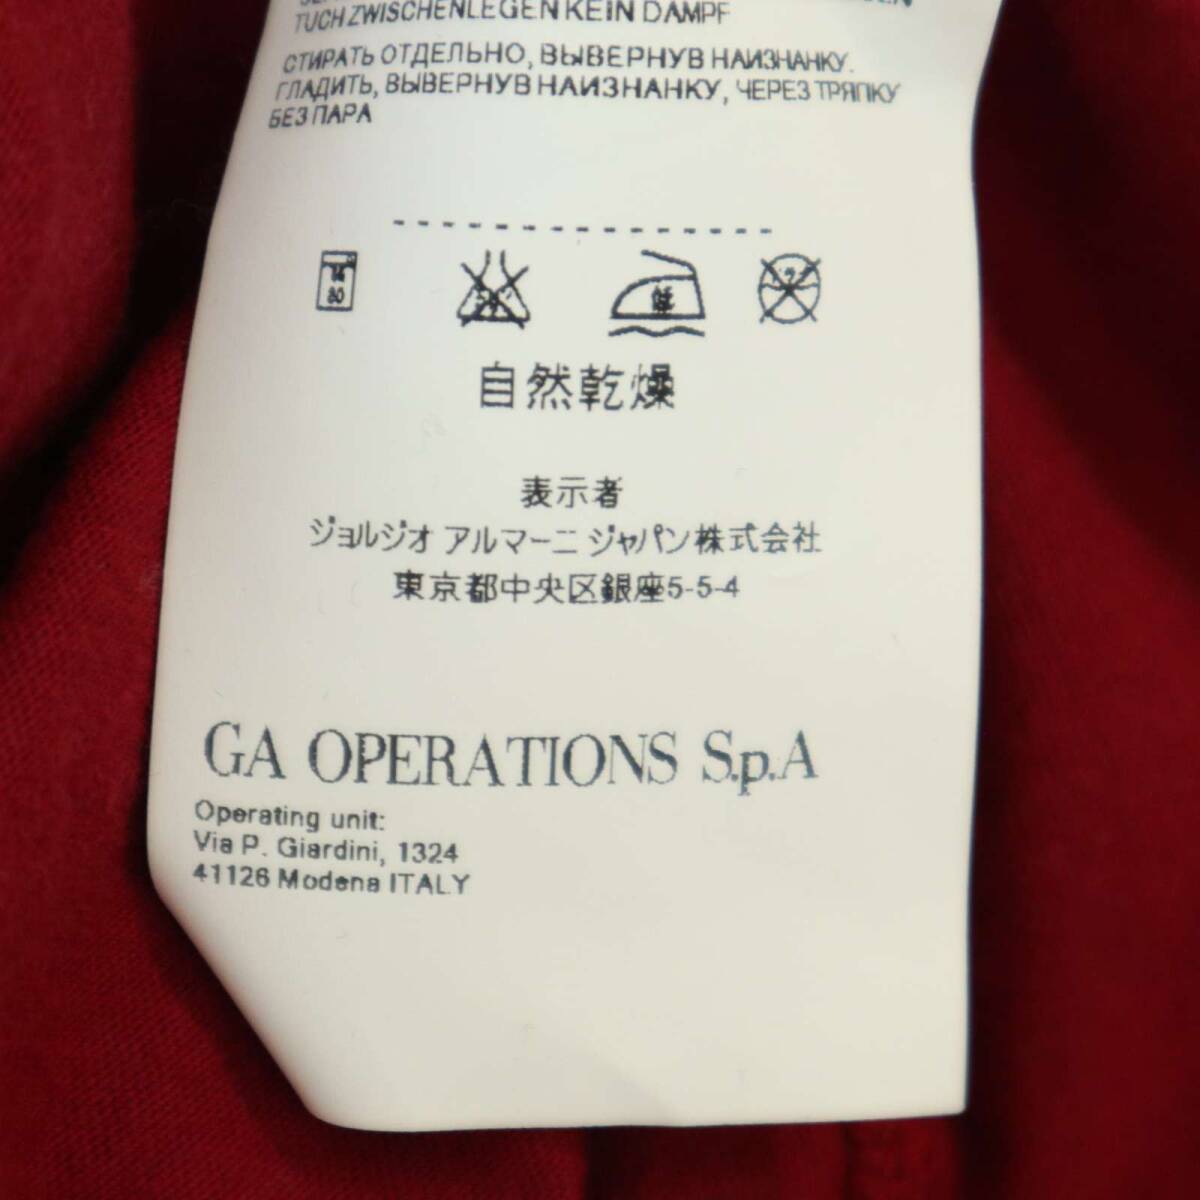 TUCH ZWISCHENLEGEN KEIN DAMPF
СТИРАТЬ ОТДЕЛЬНО, ВЫВЕРНУВ НАИЗНАНКУ.
ГЛАДИТЬ, ВЫВЕРНУВ НАИЗНАНКУ, ЧЕРЕЗ ТРЯПКУ
БЕЗ ПАРА
低
自然乾燥
表示者
ジョルジオ アルマーニ ジャパン株式会社
東京都中央区銀座5-5-4
GA OPERATIONS S.p.A
Operating unit:
Via P. Giardini, 1324
41126 Modena ITALY